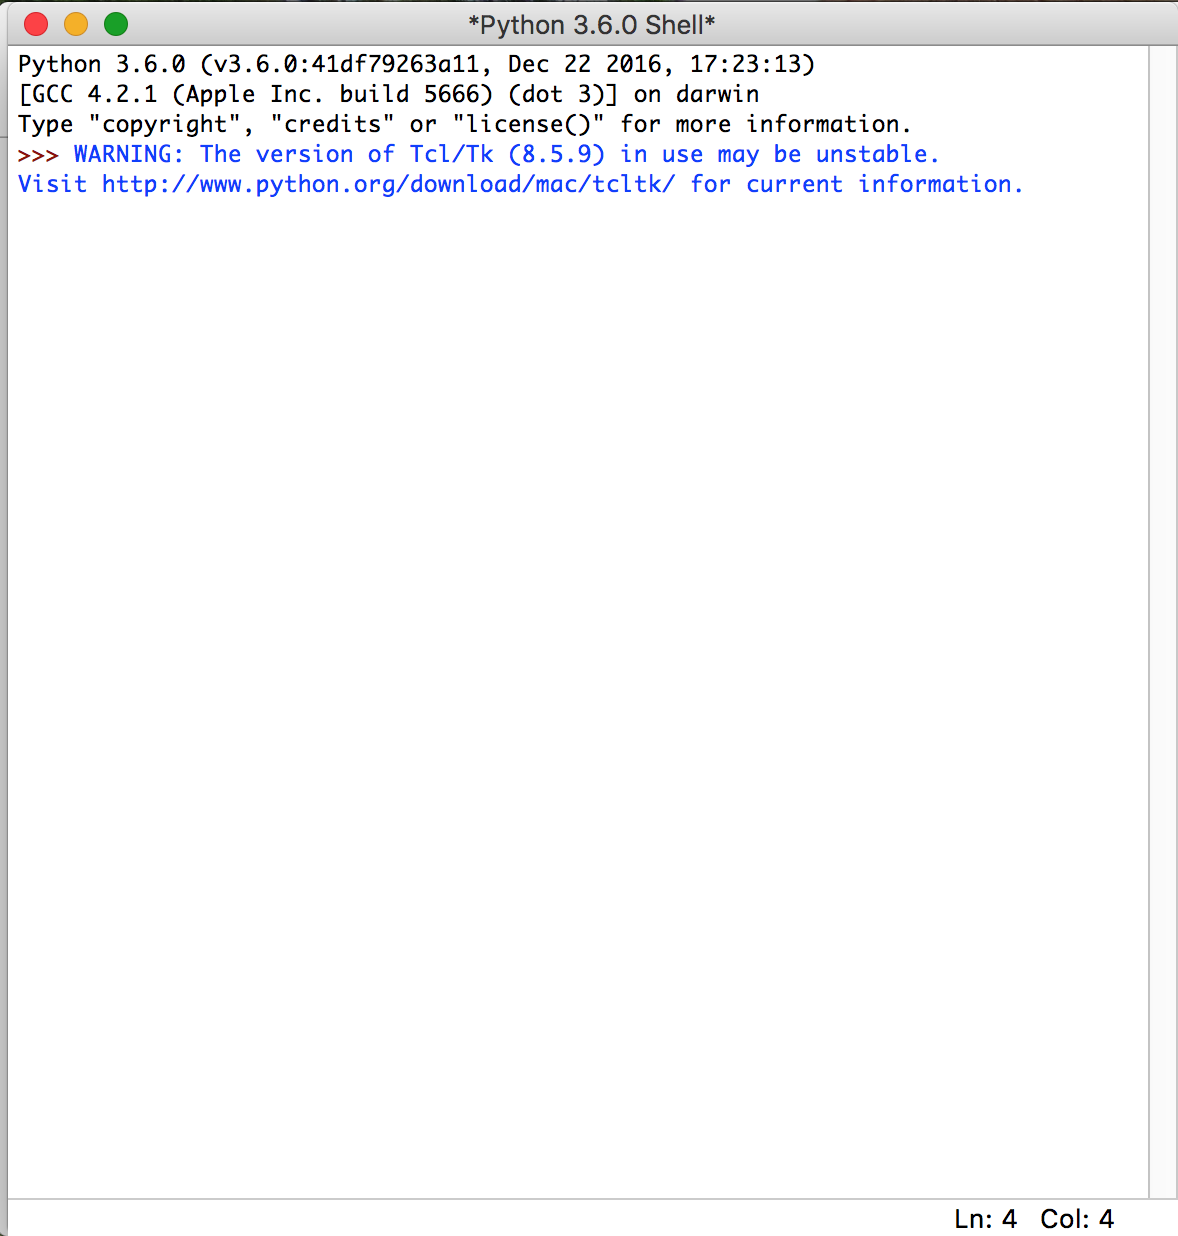 *Python 3.6.0 Shell*
Python 3.6.0 (v3.6.0:41df79263a11, Dec 22 2016, 17:23:13)
[GCC 4.2.1 (Apple Inc. build 5666) (dot 3)] on darwin
Type "copyright", "credits" or "license()" for more information.
>>> WARNING: The version of Tcl/Tk (8.5.9) in use may be unstable.
Visit http://www.python.org/download/mac/tcltk/ for current information.
Ln: 4 Col: 4